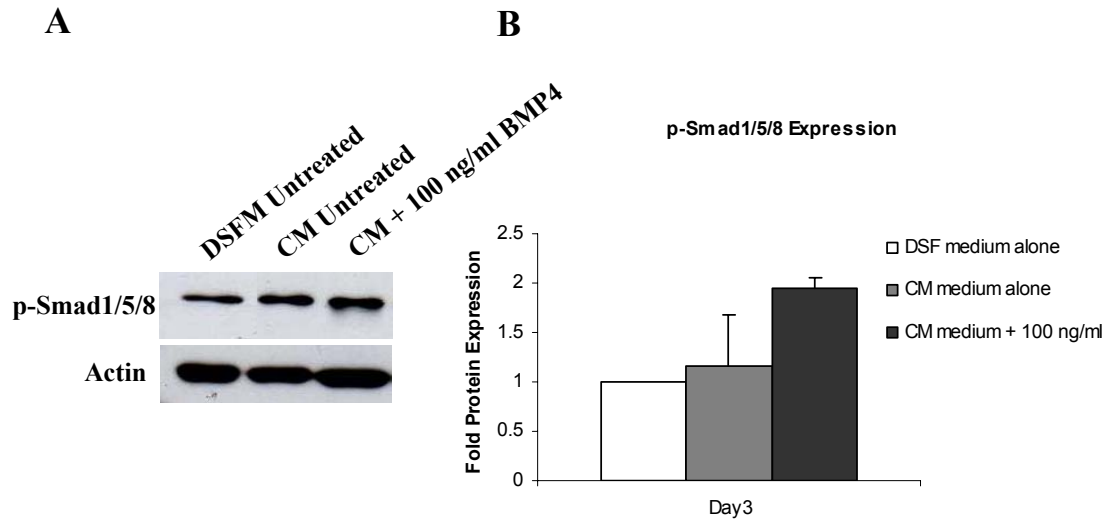 A
DSFM Untreated
CM Untreated
CM + 100 ng/ml BMP4
p-Smad1/5/8
Actin
B
p-Smad1/5/8 Expression
Fold Protein Expression
2.5
2
1.5
1
0.5
0
Day3
DSF medium alone
CM medium alone
CM medium + 100 ng/ml